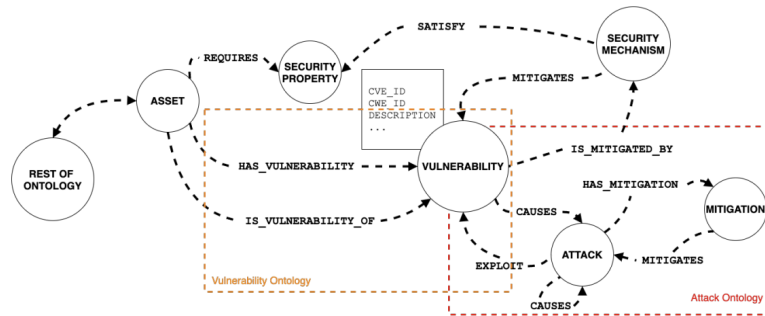 SATISFY
SECURITY
MECHANISM
REQUIRES
SECURITY
PROPERTY
MITIGATES
ASSET
CVE_ID
CWE_ID
DESCRIPTION
...
IS_MITIGATED_BY
REST OF
ONTOLOGY
HAS_VULNERABILITY
VULNERABILITY
HAS_MITIGATION
IS_VULNERABILITY_OF
CAUSES
MITIGATION
EXPLOIT
ATTACK
MITIGATES
Vulnerability Ontology
CAUSES
Attack Ontology